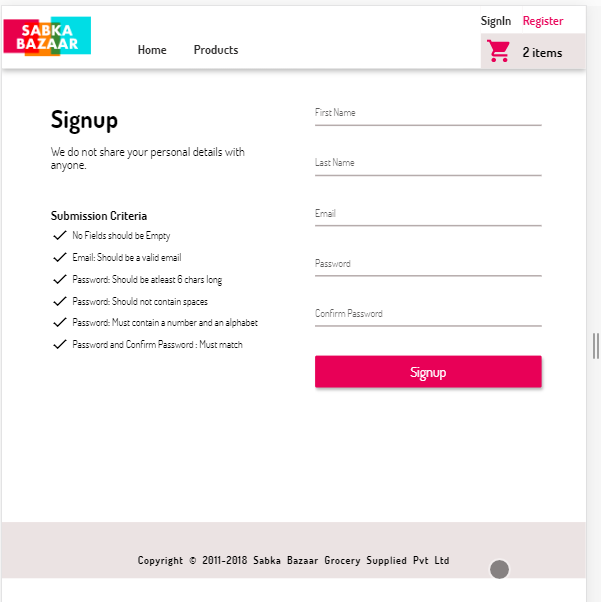 SABKA
BAZAAR
Home
Products
SignIn
Register
2 items
Signup
We do not share your personal details with
anyone.
Submission Criteria
No Fields should be Empty
Email: Should be a valid email
Password: Should be atleast 6 chars long
Password: Should not contain spaces
Password: Must contain a number and an alphabet
Password and Confirm Password : Must match
First Name
Last Name
Email
Password
Confirm Password
Signup
Copyright © 2011-2018 Sabka Bazaar Grocery Supplied Pvt Ltd